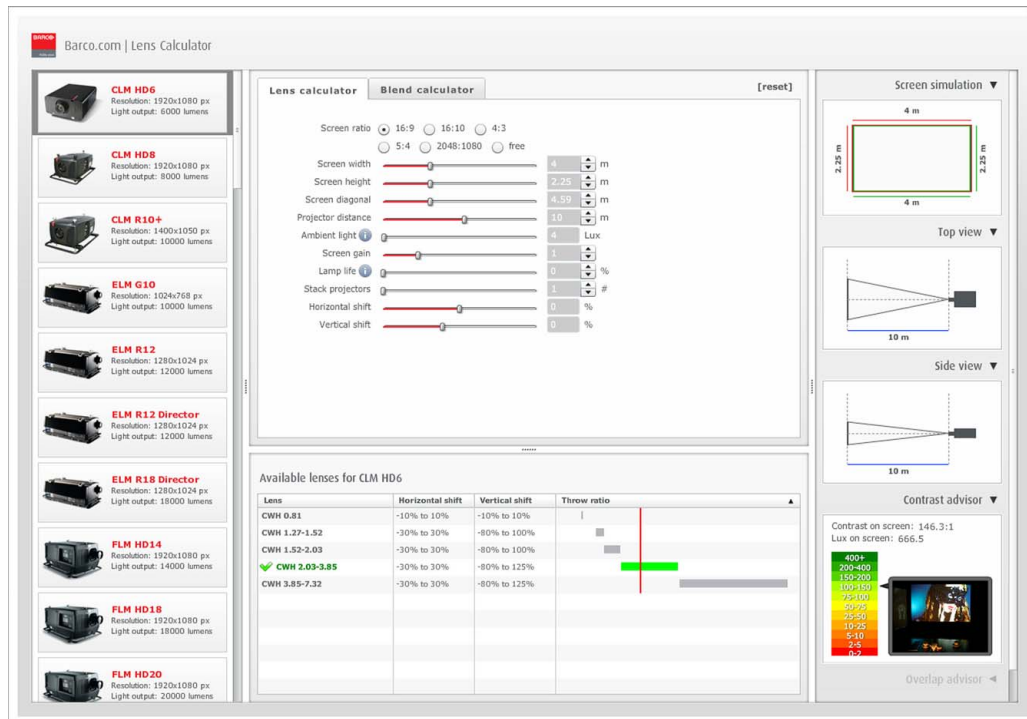 BARCO
Barco.com | Lens Calculator
CLM HD6
Resolution: 1920x1080 px
Light output: 6000 lumens
CLM HD8
Resolution: 1920x1080 px
Light output: 8000 lumens
CLM R10+
Resolution: 1400x1050 px
Light output: 10000 lumens
ELM G10
Resolution: 1024x768 px
Light output: 10000 lumens
ELM R12
Resolution: 1280x1024 px
Light output: 12000 lumens
ELM R12 Director
Resolution: 1280x1024 px
Light output: 12000 lumens
ELM R18 Director
Resolution: 1280x1024 px
Light output: 18000 lumens
FLM HD14
Resolution: 1920x1080 px
Light output: 14000 lumens
FLM HD18
Resolution: 1920x1080 px
Light output: 18000 lumens
FLM HD20
Resolution: 1920x1080 px
Light output: 20000 lumens
Lens calculator Blend calculator [reset]
Screen ratio 16:9 16:10 4:3
5:4 2048:1080 free
Screen width 4 m
Screen height 2.25 m
Screen diagonal 4.59 m
Projector distance 10 m
Ambient light i 4 Lux
Screen gain 1
Lamp life i 0 %
Stack projectors 1 #
Horizontal shift 0 %
Vertical shift 0 %
Available lenses for CLM HD6
Lens Horizontal shift Vertical shift Throw ratio
CWH 0.81 -10% to 10% -10% to 10%
CWH 1.27-1.52 -30% to 30% -80% to 100%
CWH 1.52-2.03 -30% to 30% -80% to 100%
CWH 2.03-3.85 -30% to 30% -80% to 125%
CWH 3.85-7.32 -30% to 30% -80% to 125%
Screen simulation
4 m
2.25 m
2.25 m
4 m
Top view
10 m
Side view
10 m
Contrast advisor
Contrast on screen: 146.3:1
Lux on screen: 666.5
400+
200-400
150-200
100-150
75-100
50-75
25-50
10-25
5-10
2-5
0-2
Overlap advisor